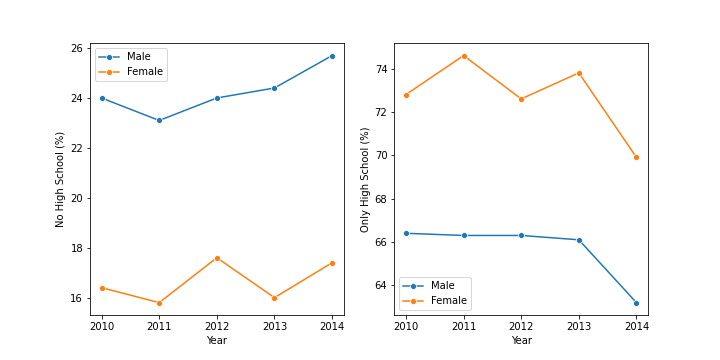 26
24
22
20
18
16
No High School (%)
Male
Female
2010 2011 2012 2013 2014
Year
74
72
70
68
66
64
Only High School (%)
Male
Female
2010 2011 2012 2013 2014
Year